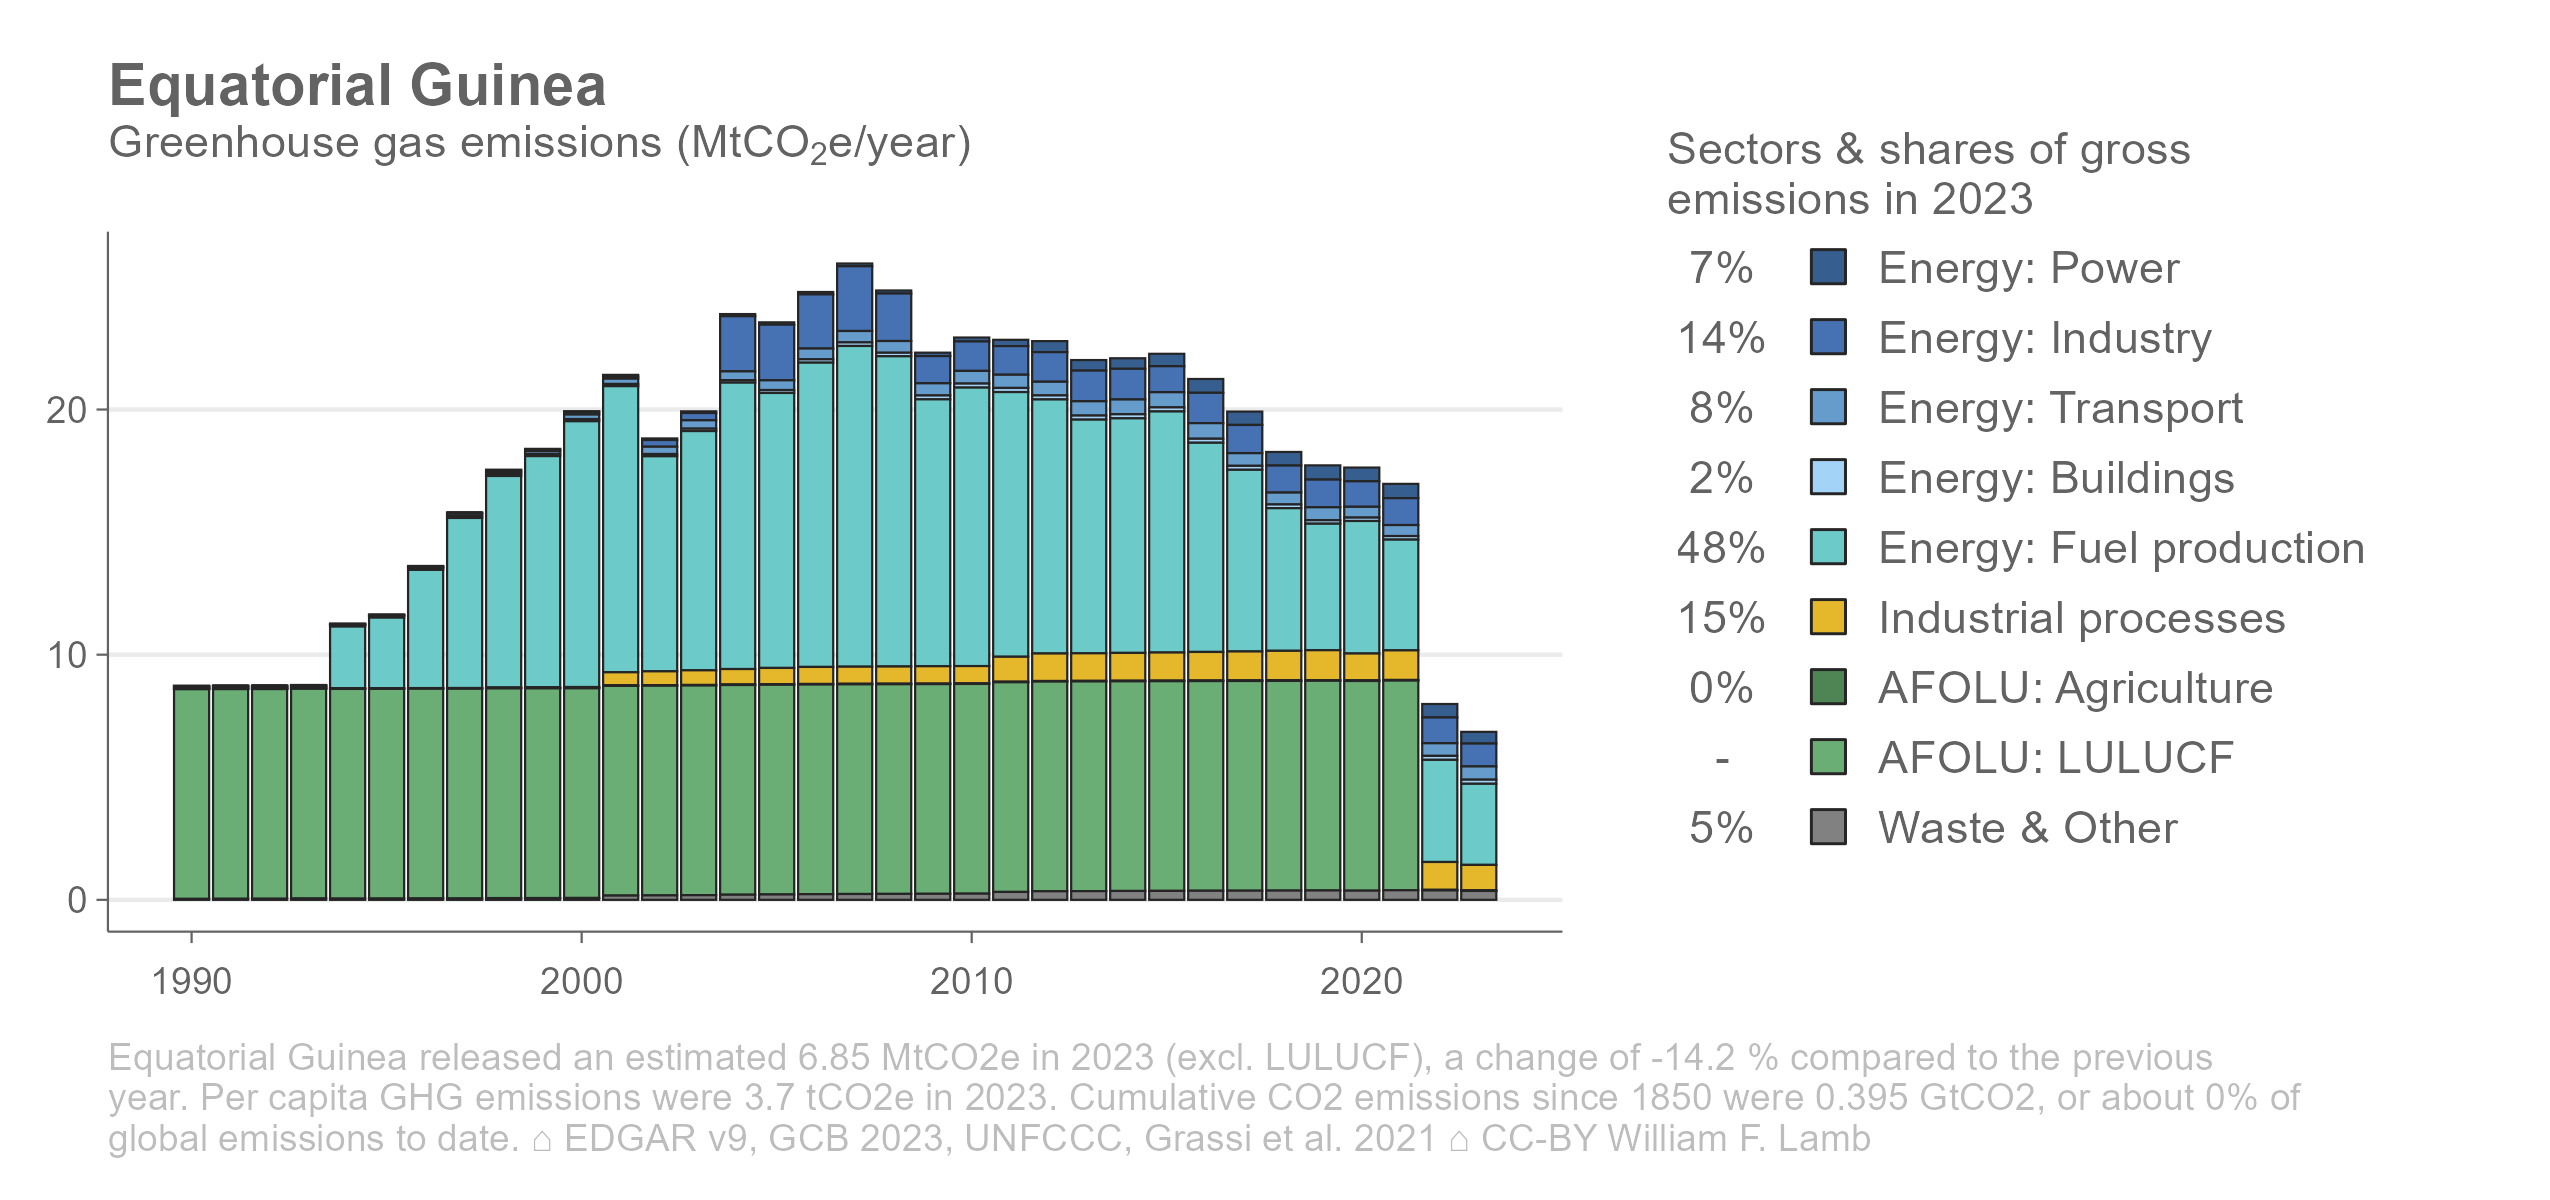 Equatorial Guinea
Greenhouse gas emissions (MtCO₂e/year)
Sectors & shares of gross
emissions in 2023
7% Energy: Power
14% Energy: Industry
8% Energy: Transport
2% Energy: Buildings
48% Energy: Fuel production
15% Industrial processes
0% AFOLU: Agriculture
- AFOLU: LULUCF
5% Waste & Other
20
10
0
1990 2000 2010 2020
Equatorial Guinea released an estimated 6.85 MtCO2e in 2023 (excl. LULUCF), a change of -14.2 % compared to the previous
year. Per capita GHG emissions were 3.7 tCO2e in 2023. Cumulative CO2 emissions since 1850 were 0.395 GtCO2, or about 0% of
global emissions to date. ⌂ EDGAR v9, GCB 2023, UNFCCC, Grassi et al. 2021 ⌂ CC-BY William F. Lamb